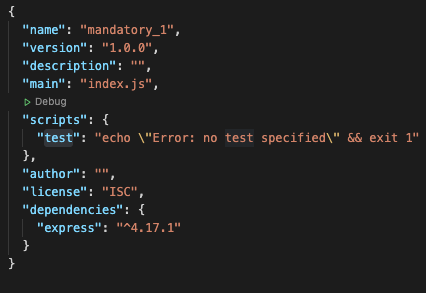 {
  "name": "mandatory_1",
  "version": "1.0.0",
  "description": "",
  "main": "index.js",
  Debug
  "scripts": {
    "test": "echo \"Error: no test specified\" && exit 1"
  },
  "author": "",
  "license": "ISC",
  "dependencies": {
    "express": "^4.17.1"
  }
}